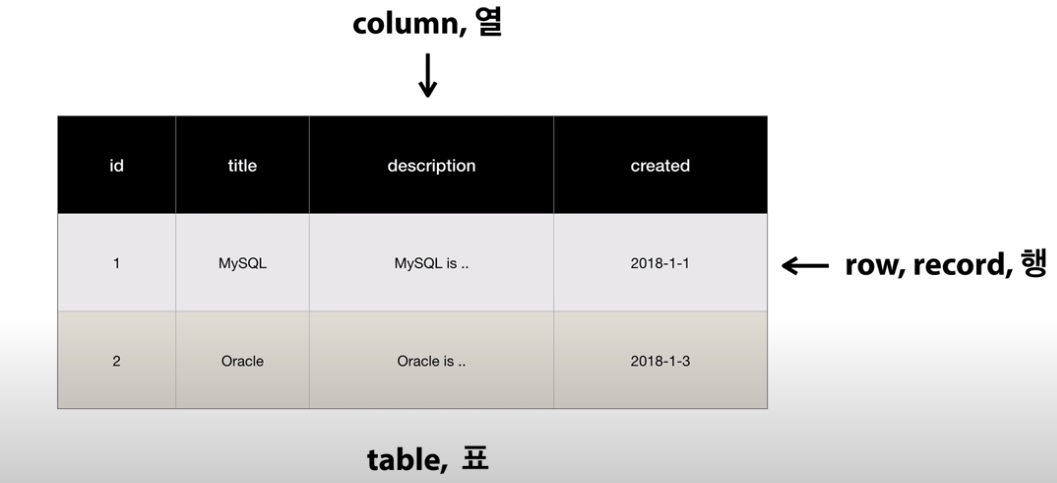 column, 열
id title description created
1 MySQL MySQL is .. 2018-1-1
row, record, 행
2 Oracle Oracle is .. 2018-1-3
table, 표